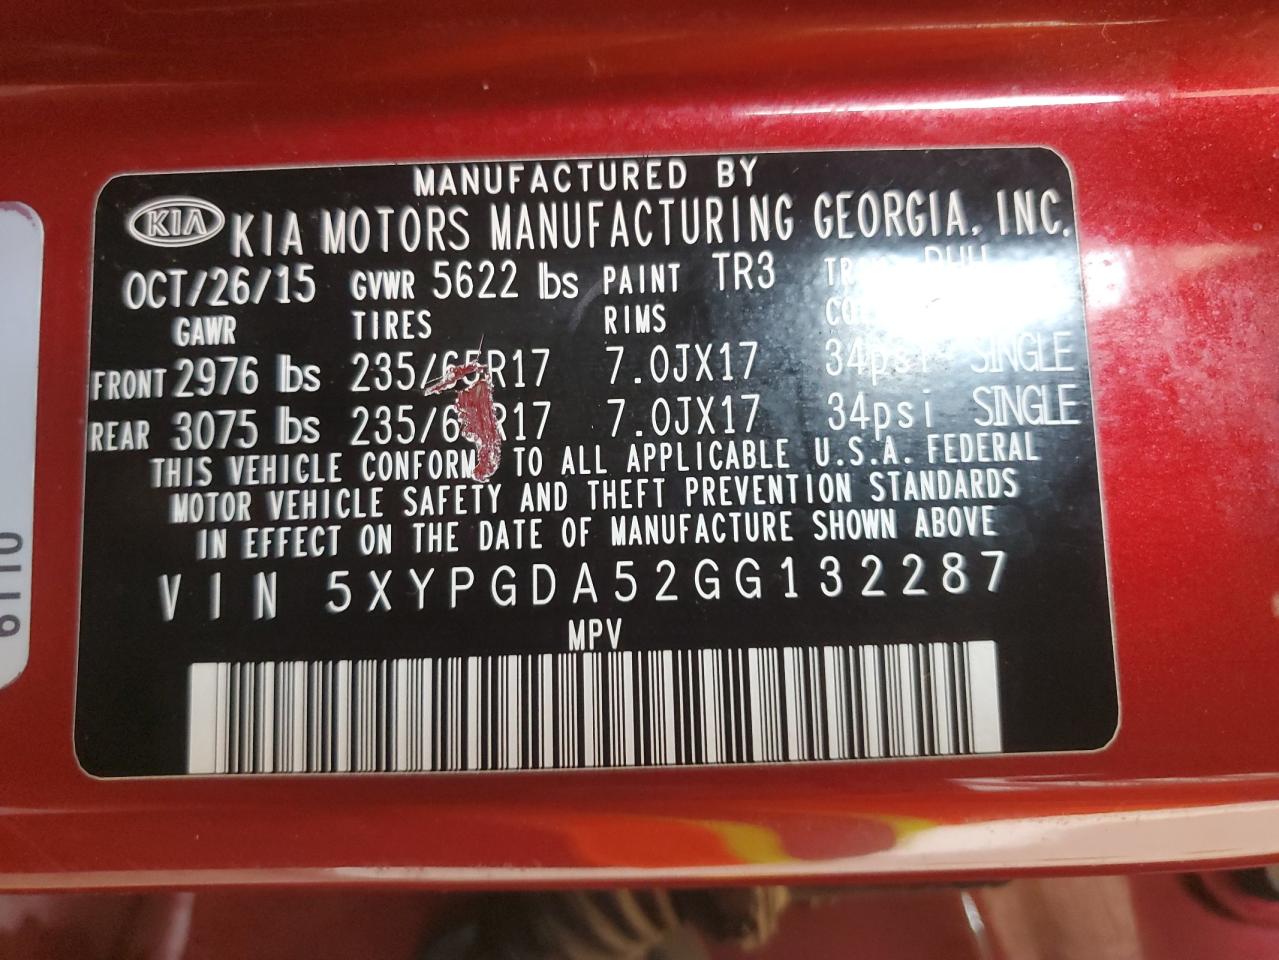 MANUFACTURED BY
KIA KIA MOTORS MANUFACTURING GEORGIA, INC.
OCT/26/15 GVWR 5622 lbs PAINT TR3
GAWR TIRES RIMS
FRONT 2976 lbs 235/65R17 7.0JX17 34psi SINGLE
REAR 3075 lbs 7.0JX17 34psi SINGLE
THIS VEHICLE TO ALL APPLICABLE U.S.A. FEDERAL
MOTOR VEHICLE SAFETY AND THEFT PREVENTION STANDARDS
IN EFFECT ON THE DATE OF MANUFACTURE SHOWN ABOVE
VIN 5XYPGDA52GG132287
MPV